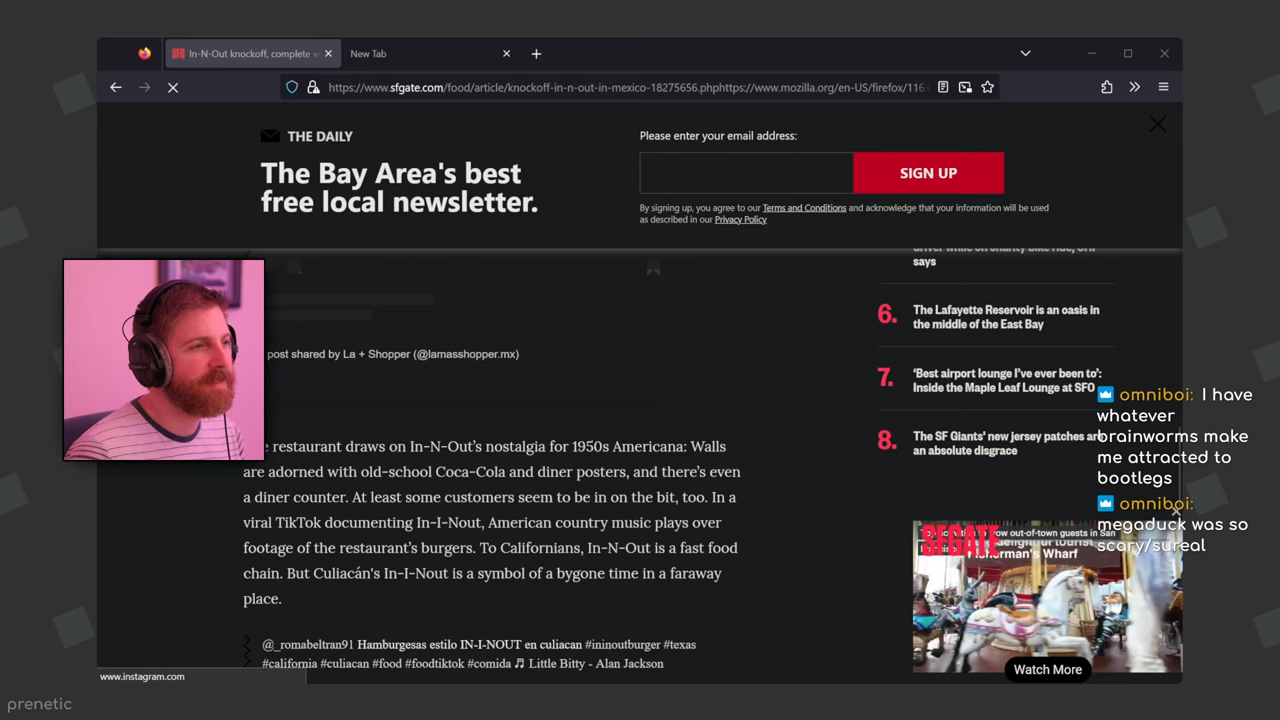 In-N-Out knockoff, complete w
New Tab
https://www.sfgate.com/food/article/knockoff-in-n-out-in-mexico-18275656.phphttps://www.mozilla.org/en-US/firefox/116.
THE DAILY
The Bay Area's best
free local newsletter.
Please enter your email address:
SIGN UP
By signing up, you agree to our Terms and Conditions and acknowledge that your information will be used
as described in our Privacy Policy
says
6. The Lafayette Reservoir is an oasis in
the middle of the East Bay
7. ‘Best airport lounge I’ve ever been to’:
Inside the Maple Leaf Lounge at SFO
8. The SF Giants' new jersey patches are
an absolute disgrace
post shared by La + Shopper (@lamasshopper.mx)
restaurant draws on In-N-Out’s nostalgia for 1950s Americana: Walls
are adorned with old-school Coca-Cola and diner posters, and there’s even
a diner counter. At least some customers seem to be in on the bit, too. In a
viral TikTok documenting In-I-Nout, American country music plays over
footage of the restaurant’s burgers. To Californians, In-N-Out is a fast food
chain. But Culiacán’s In-I-Nout is a symbol of a bygone time in a faraway
place.
@_romabeltran91 Hamburgesas estilo IN-I-NOUT en culiacan #ininoutburger #texas
#california #culiacan #food #foodtiktok #comida ♬ Little Bitty - Alan Jackson
omniboi: I have
whatever
brainworms make
me attracted to
bootlegs
omniboi:
megaduck was so
scary/sureal
SFGATE
out-of-town guests in San
tourist
Fisherman's Wharf
Watch More
www.instagram.com
prenetic